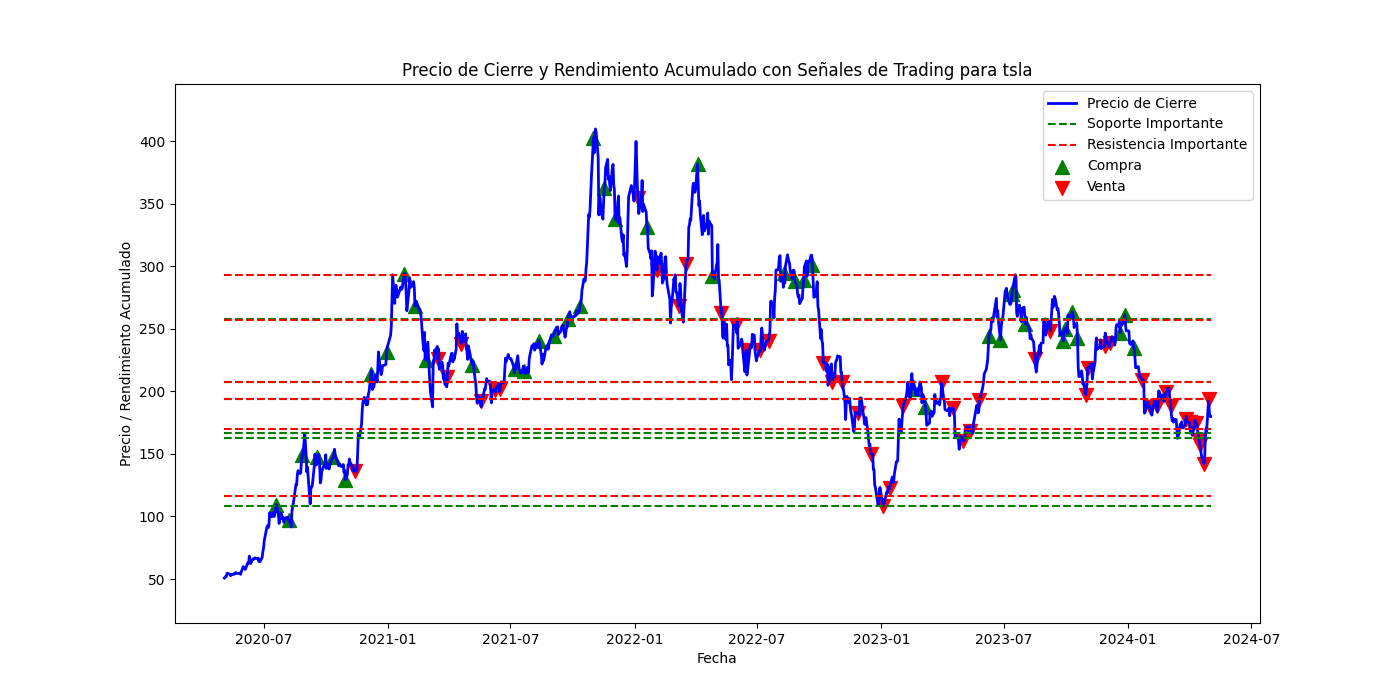 Precio de Cierre y Rendimiento Acumulado con Señales de Trading para tsla
Precio de Cierre
Soporte Importante
Resistencia Importante
Compra
Venta
Precio / Rendimiento Acumulado
400
350
300
250
200
150
100
50
2020-07
2021-01
2021-07
2022-01
2022-07
2023-01
2023-07
2024-01
2024-07
Fecha